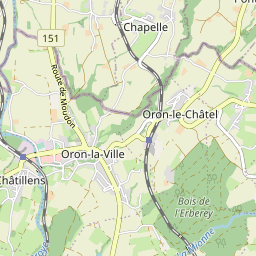 Chapelle
151
Route de Moudon
Oron-le-Châtel
Oron-la-Ville
Châtillens
Bois de
l'Erberey